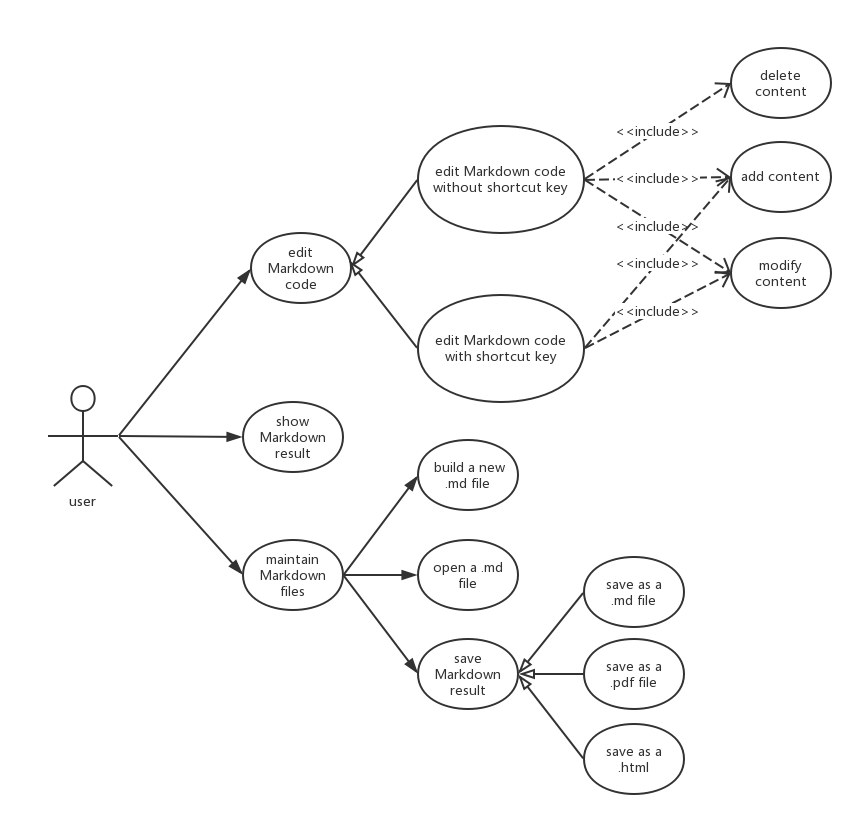 delete
content
<<include>>
edit Markdown code
without shortcut key
<<include>>
add content
<<include>>
edit
Markdown
code
<<include>>
modify
content
<<include>>
edit Markdown code
with shortcut key
show
Markdown
result
user
build a new
.md file
maintain
Markdown
files
open a .md
file
save as a
.md file
save
Markdown
result
save as a
.pdf file
save as a
.html